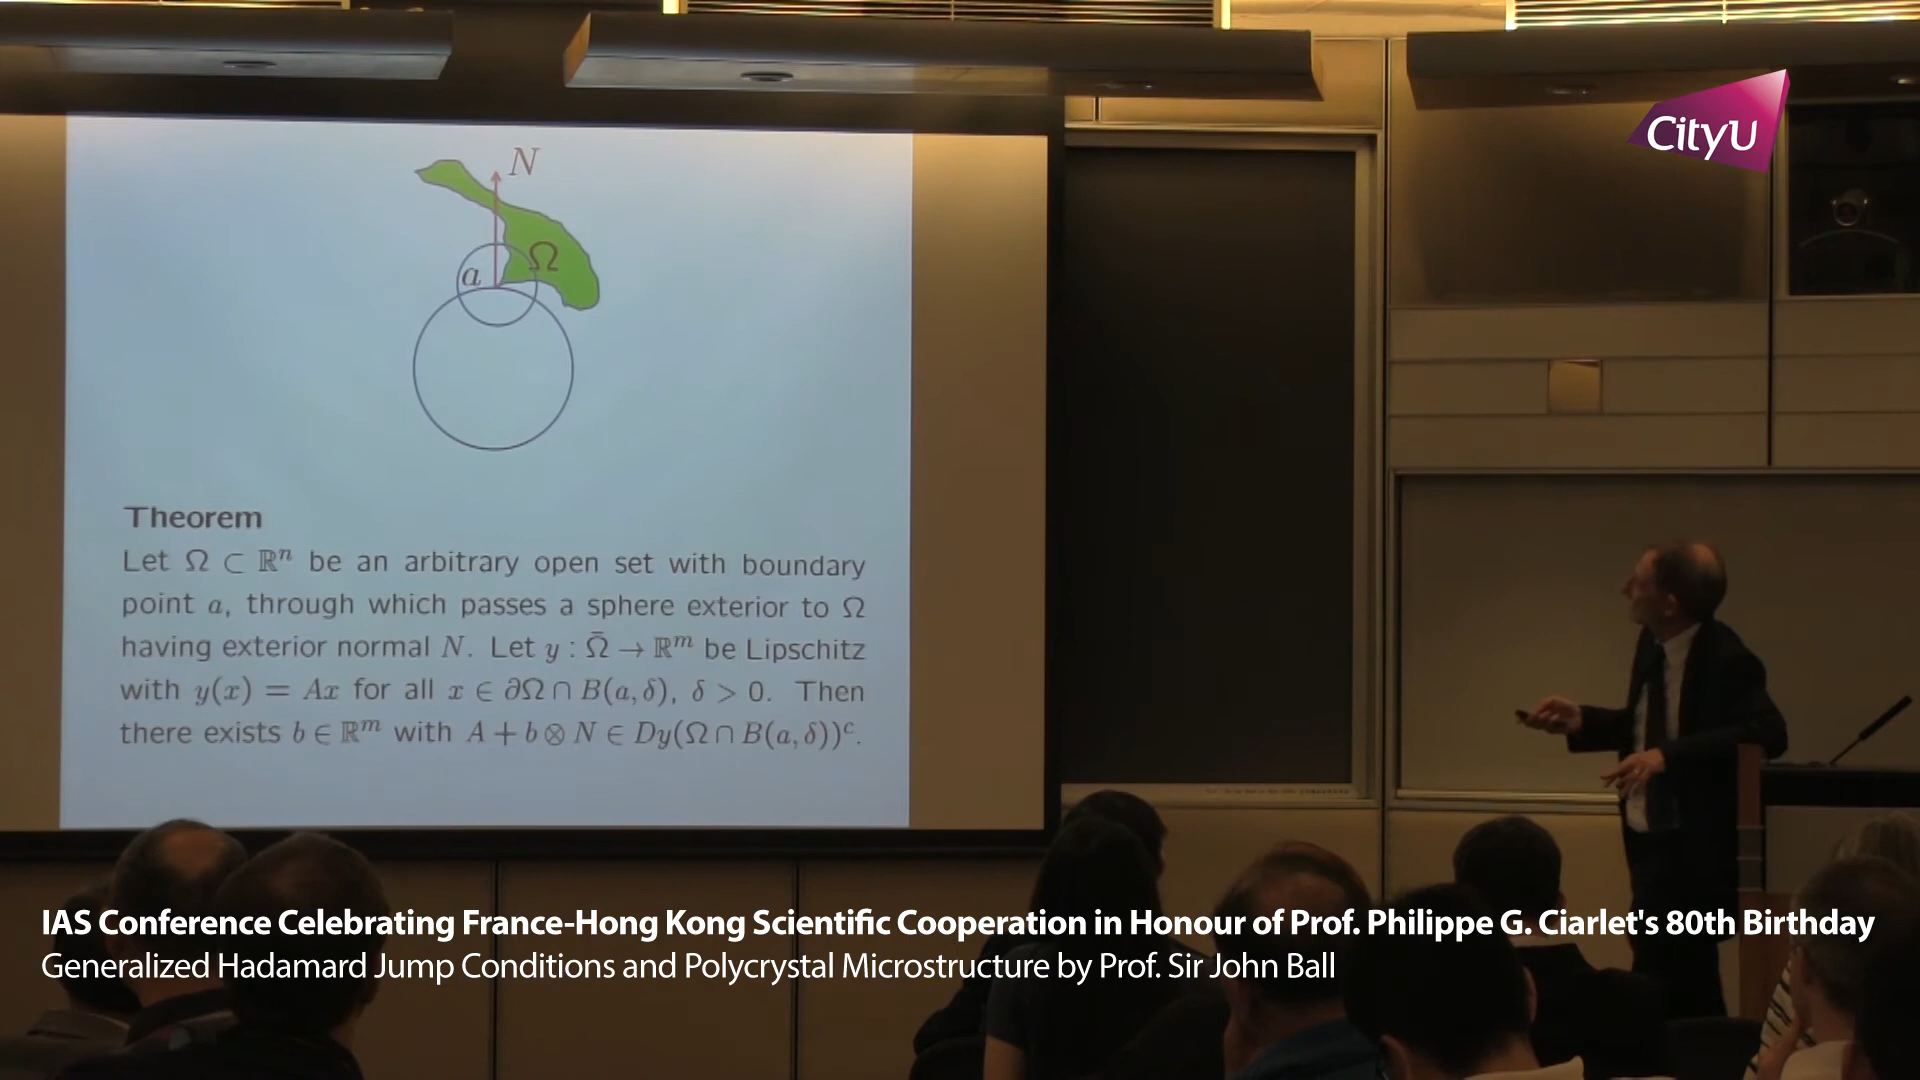 CityU
N
Ω
a
Theorem
Let Ω ⊂ ℝⁿ be an arbitrary open set with boundary
point a, through which passes a sphere exterior to Ω
having exterior normal N. Let y : Ω̄ → ℝᵐ be Lipschitz
with y(x) = Ax for all x ∈ ∂Ω ∩ B(a, δ), δ > 0. Then
there exists b ∈ ℝᵐ with A + b ⊗ N ∈ Dy(Ω ∩ B(a, δ))ᶜ.
IAS Conference Celebrating France-Hong Kong Scientific Cooperation in Honour of Prof. Philippe G. Ciarlet's 80th Birthday
Generalized Hadamard Jump Conditions and Polycrystal Microstructure by Prof. Sir John Ball